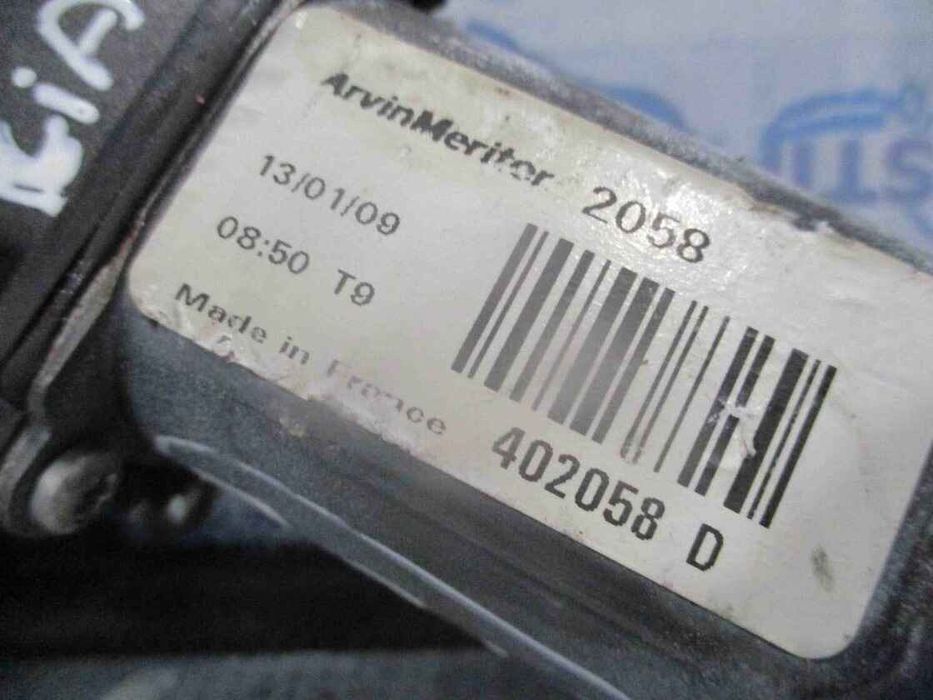 ArvinMeritor 2058
13/01/09
08:50 T9
Made in France
402058 D